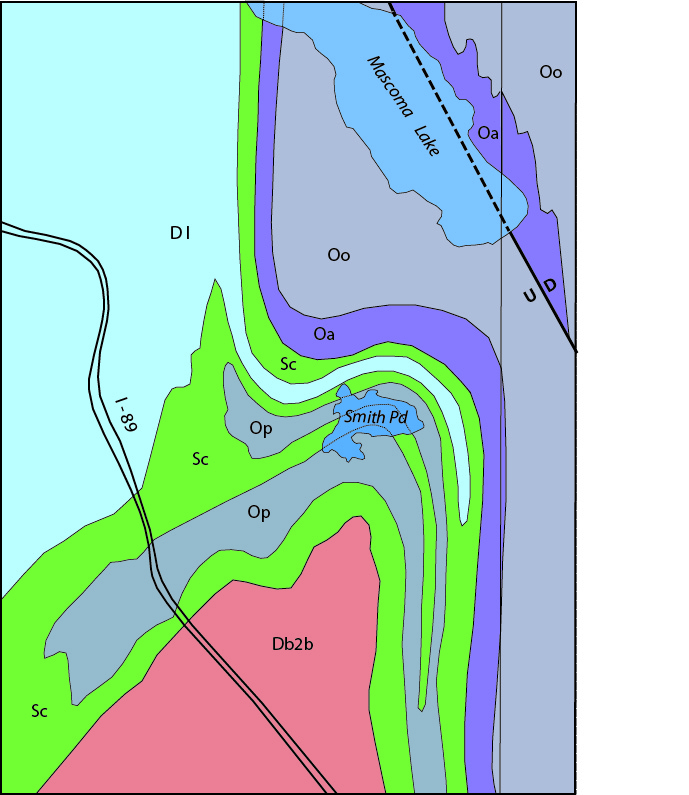 Oo
Mascoma Lake
Oa
D l
Oo
D
U
Oa
Sc
I-89
Smith Pd
Op
Sc
Op
Db2b
Sc